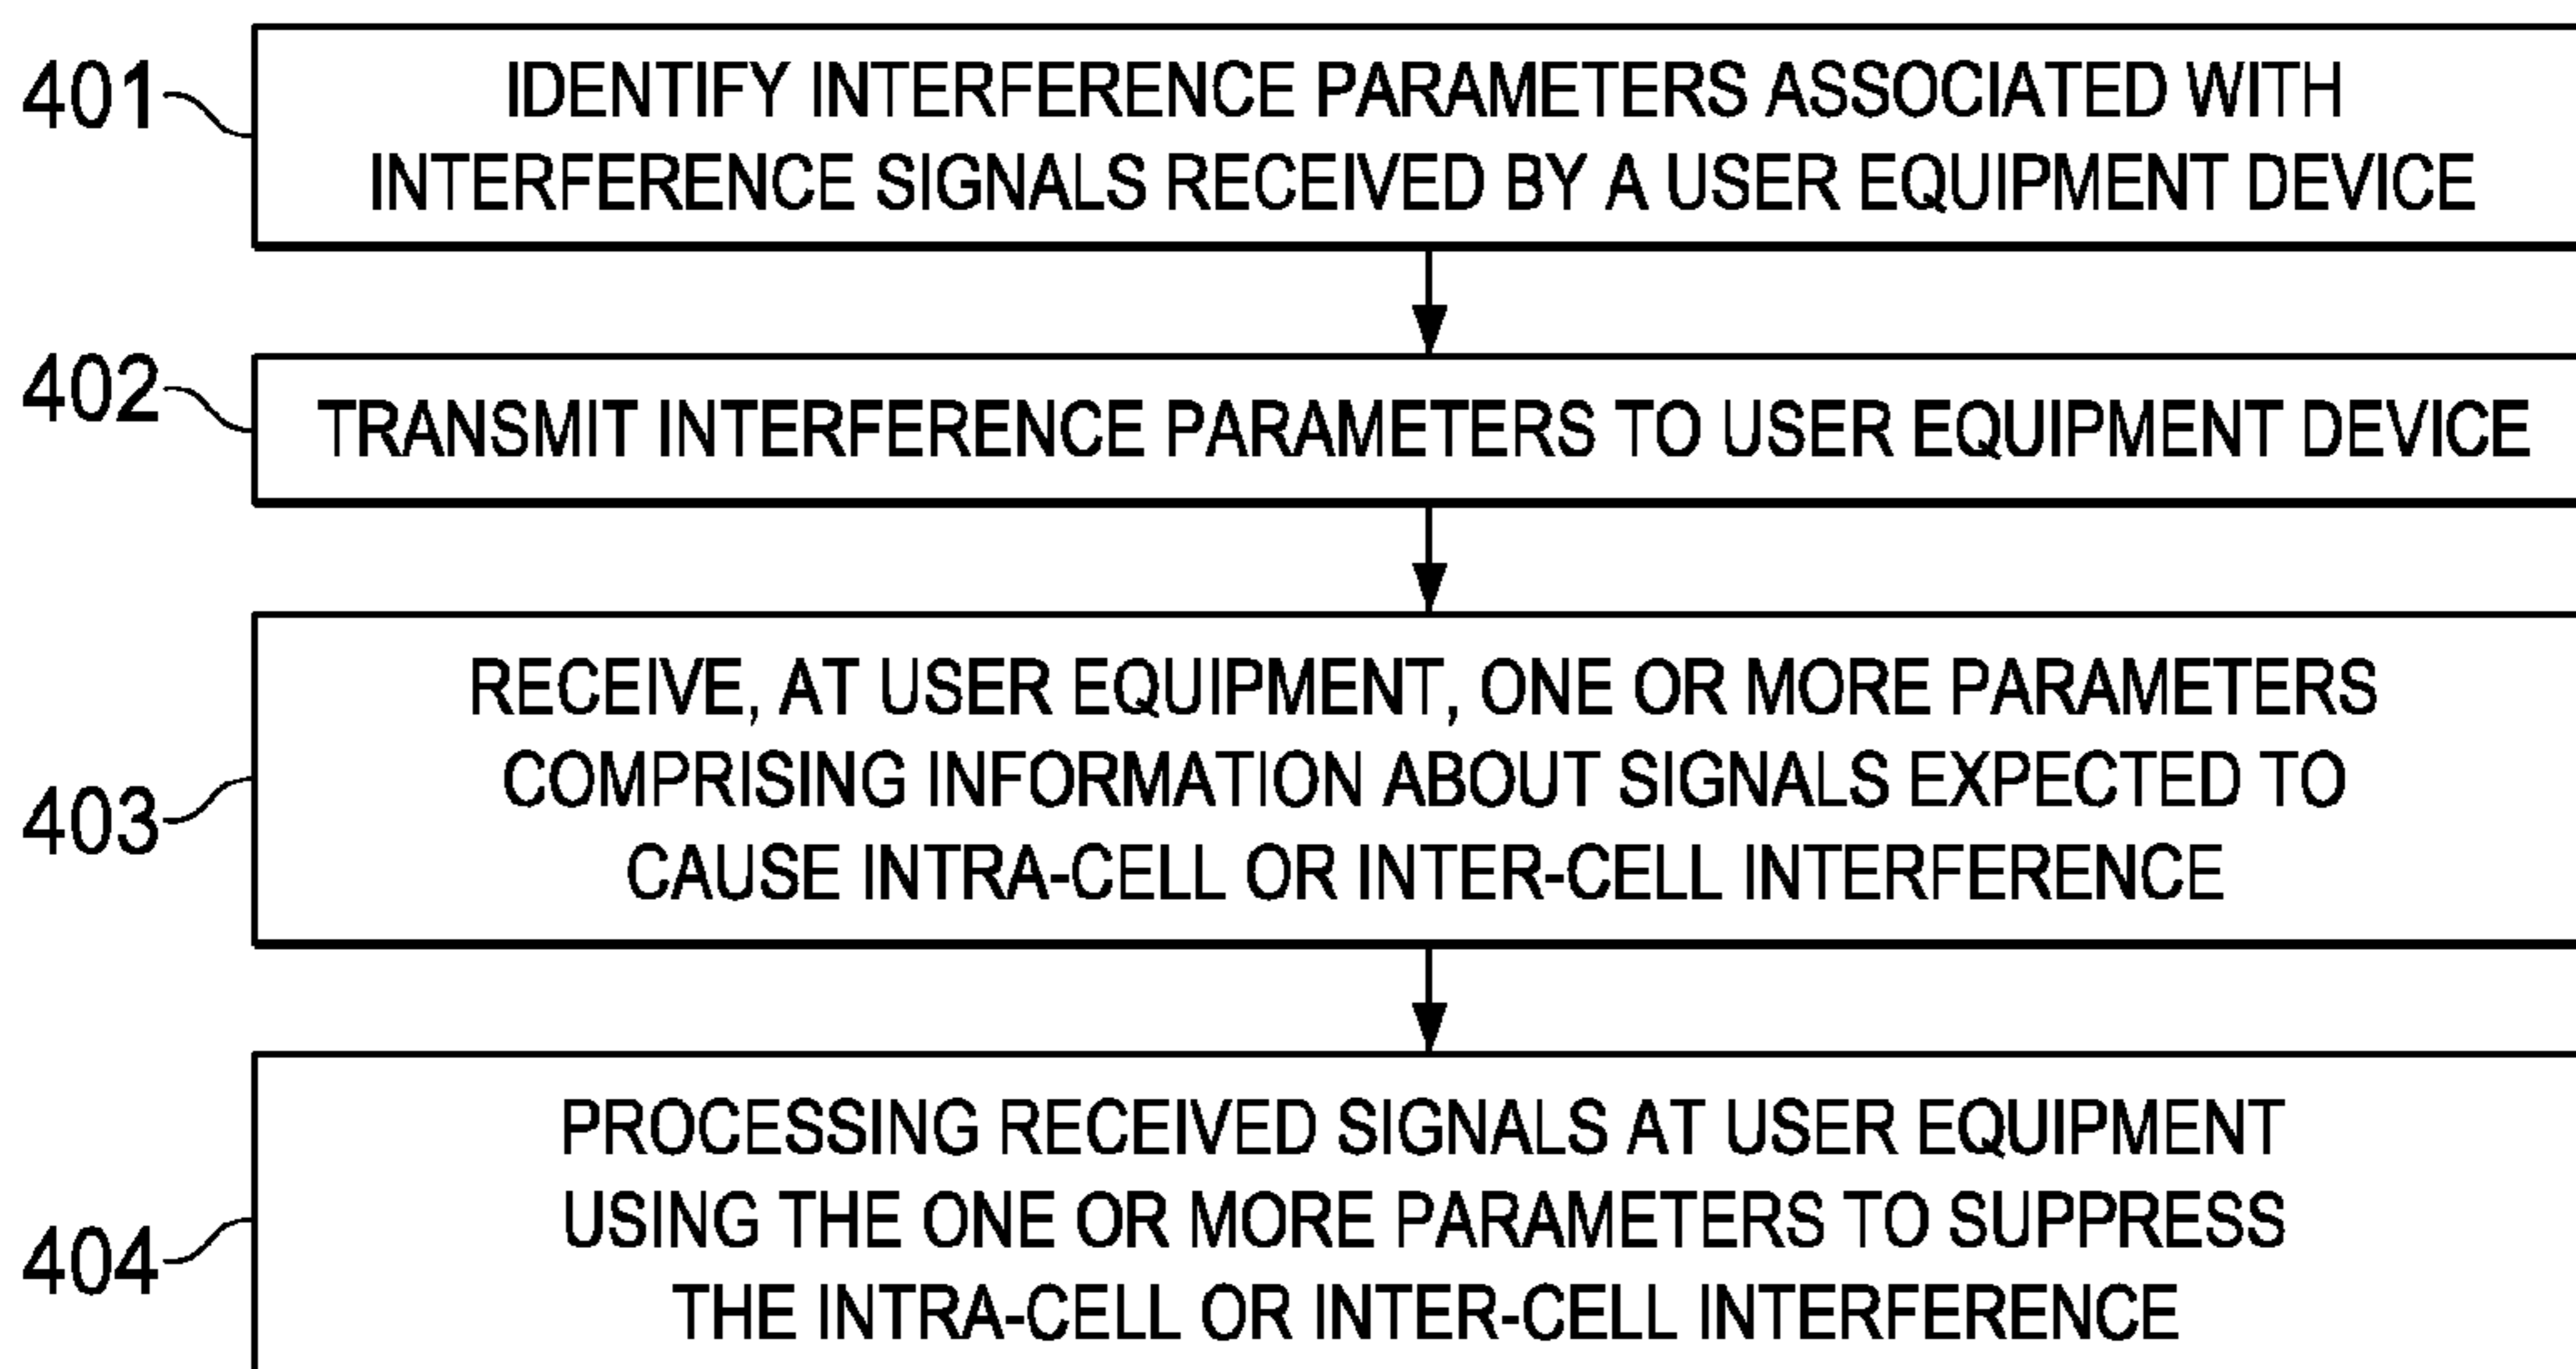 401
IDENTIFY INTERFERENCE PARAMETERS ASSOCIATED WITH
INTERFERENCE SIGNALS RECEIVED BY A USER EQUIPMENT DEVICE
402
TRANSMIT INTERFERENCE PARAMETERS TO USER EQUIPMENT DEVICE
403
RECEIVE, AT USER EQUIPMENT, ONE OR MORE PARAMETERS
COMPRISING INFORMATION ABOUT SIGNALS EXPECTED TO
CAUSE INTRA-CELL OR INTER-CELL INTERFERENCE
404
PROCESSING RECEIVED SIGNALS AT USER EQUIPMENT
USING THE ONE OR MORE PARAMETERS TO SUPPRESS
THE INTRA-CELL OR INTER-CELL INTERFERENCE